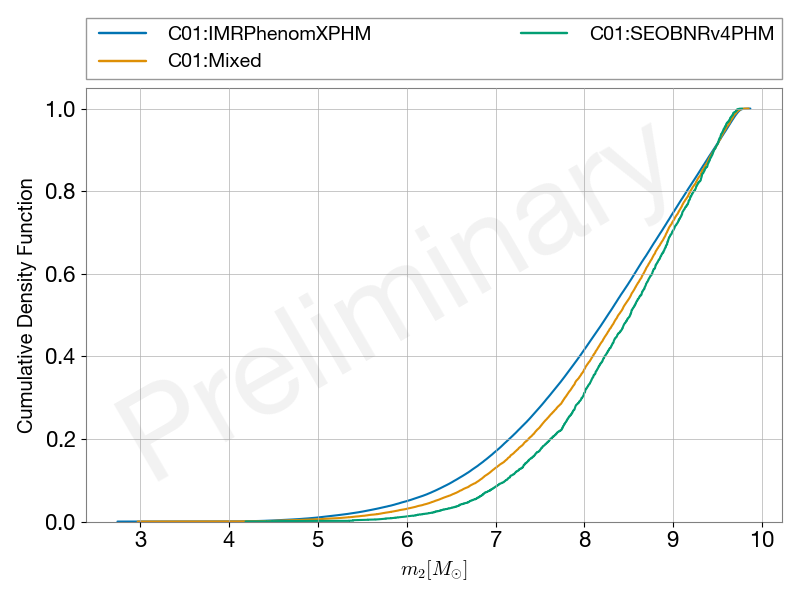 C01:IMRPhenomXPHM
C01:Mixed
C01:SEOBNRv4PHM
Cumulative Density Function
1.0
0.8
0.6
0.4
0.2
0.0
Preliminary
3 4 5 6 7 8 9 10
m₂[M☉]